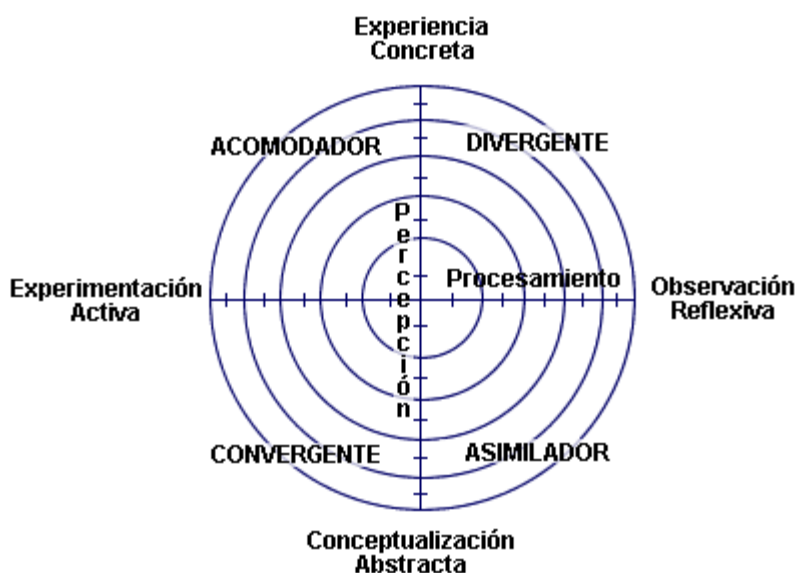 Experiencia
Concreta
ACOMODADOR
DIVERGENTE
Percepción
Procesamiento
Experimentación
Activa
Observación
Reflexiva
CONVERGENTE
ASIMILADOR
Conceptualización
Abstracta